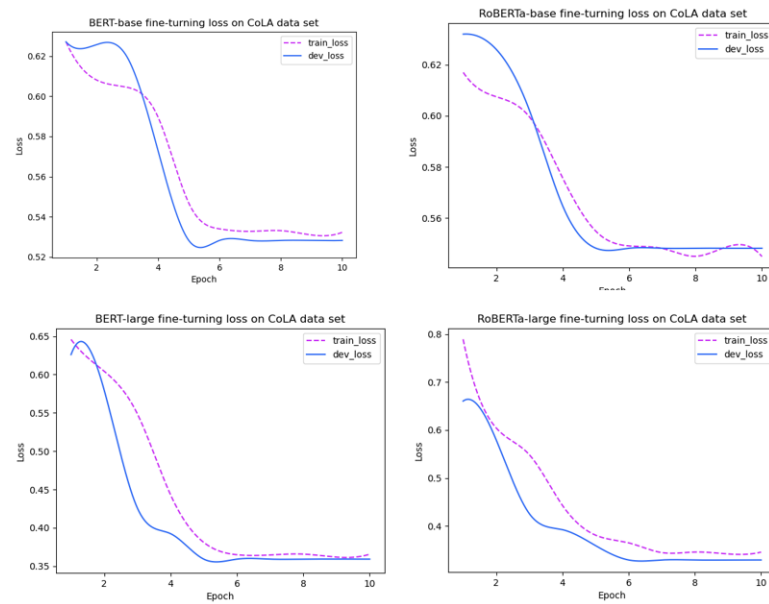 BERT-base fine-turning loss on CoLA data set
train_loss
dev_loss
0.62
0.60
0.58
0.56
0.54
0.52
Loss
2
4
6
8
10
Epoch
RoBERTa-base fine-turning loss on CoLA data set
train_loss
dev_loss
0.62
0.60
0.58
0.56
Loss
2
4
6
8
10
Epoch
BERT-large fine-turning loss on CoLA data set
train_loss
dev_loss
0.65
0.60
0.55
0.50
0.45
0.40
0.35
Loss
2
4
6
8
10
Epoch
RoBERTa-large fine-turning loss on CoLA data set
train_loss
dev_loss
0.8
0.7
0.6
0.5
0.4
Loss
2
4
6
8
10
Epoch